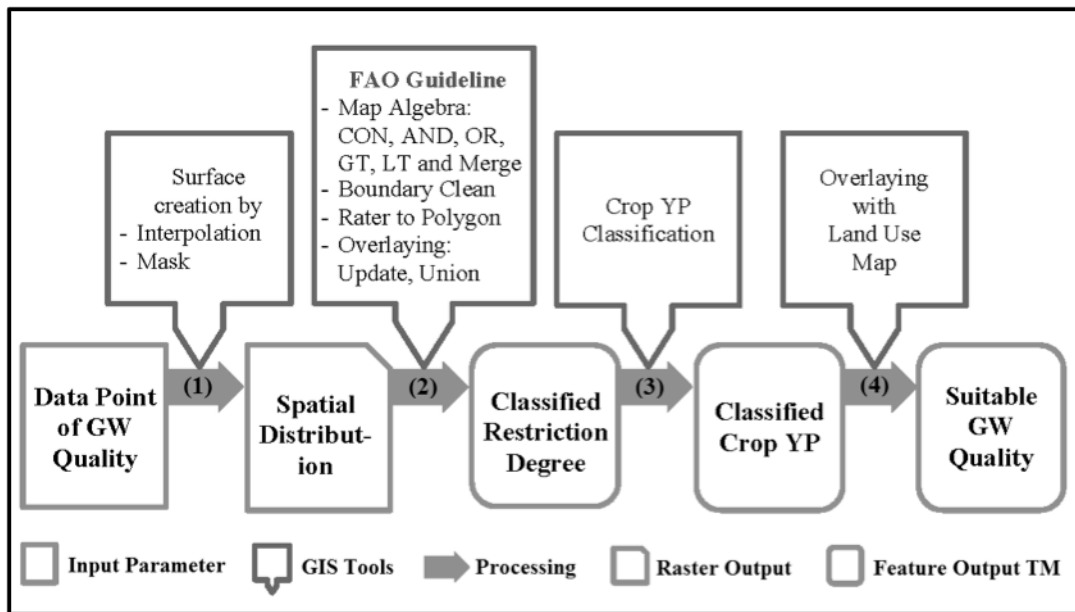 FAO Guideline
- Map Algebra:
CON, AND, OR,
GT, LT and Merge
- Boundary Clean
- Rater to Polygon
- Overlaying:
Update, Union
Surface
creation by
- Interpolation
- Mask
Crop YP
Classification
Overlaying
with
Land Use
Map
Data Point
of GW
Quality
(1)
Spatial
Distribut-
ion
(2)
Classified
Restriction
Degree
(3)
Classified
Crop YP
(4)
Suitable
GW
Quality
Input Parameter
GIS Tools
Processing
Raster Output
Feature Output TM